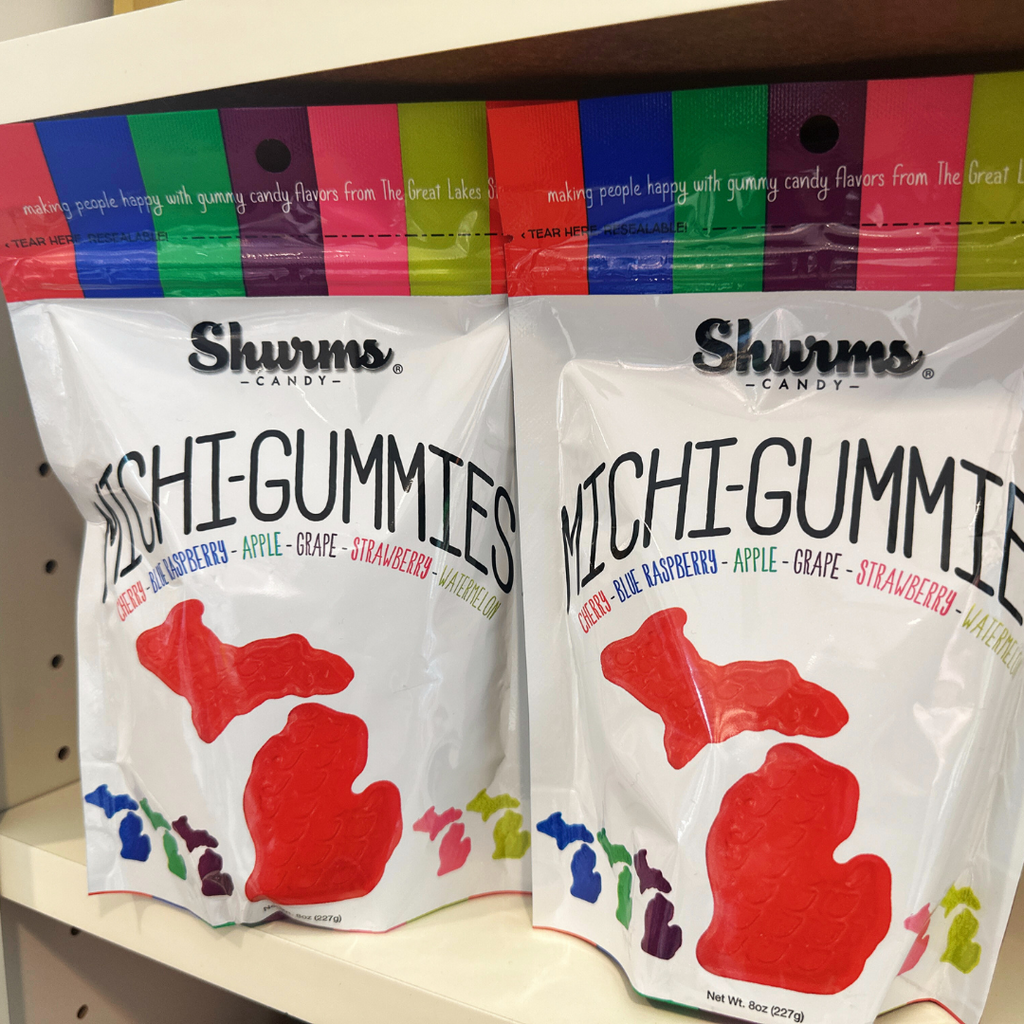 making people happy with gummy candy flavors from The Great Lakes
< TEAR HERE RESEALABLE!
Shurms®
–CANDY–
MICHI-GUMMIES
CHERRY - BLUE RASPBERRY - APPLE - GRAPE - STRAWBERRY - WATERMELON
8oz (227g)
making people happy with gummy candy flavors from The Great
< TEAR HERE RESEALABLE!
Shurms®
–CANDY–
MICHI-GUMMIE
CHERRY - BLUE RASPBERRY - APPLE - GRAPE - STRAWBERRY - WATERMELON
Net Wt. 8oz (227g)